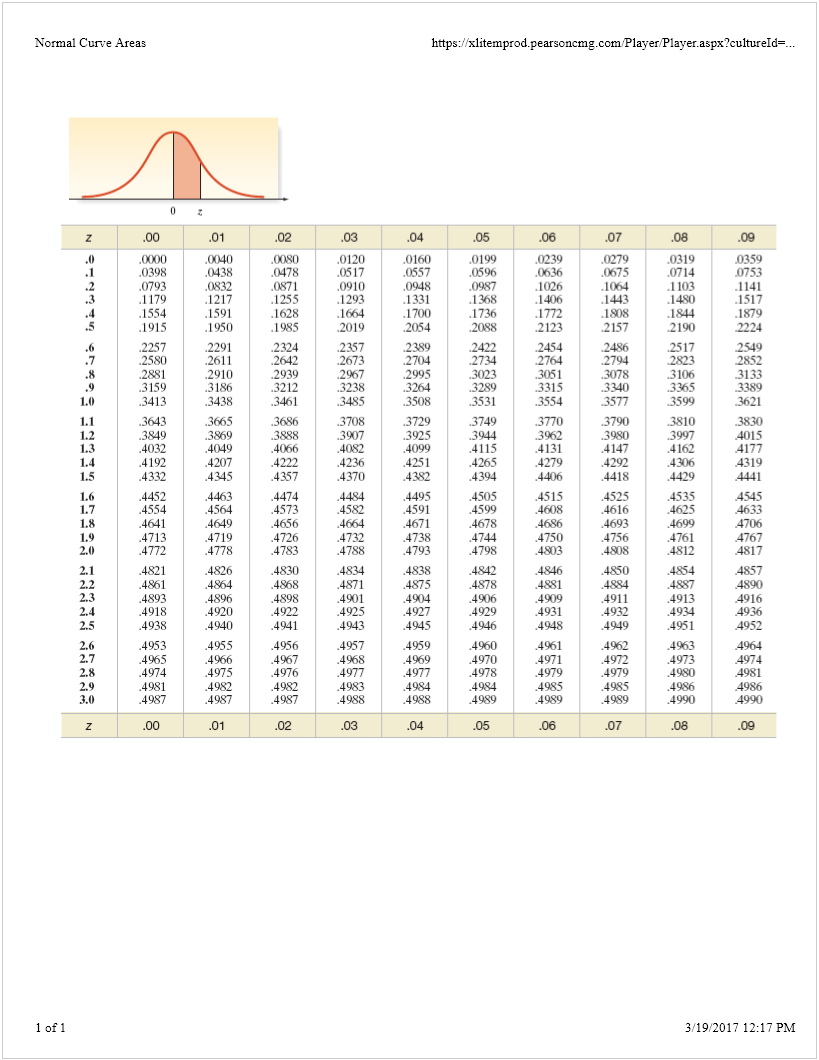 Normal Curve Areas https://xlitemprod.pearsoncmg.com/Player/Player.aspx?cultureId=...
0 z
z .00 .01 .02 .03 .04 .05 .06 .07 .08 .09
.0 .0000 .0040 .0080 .0120 .0160 .0199 .0239 .0279 .0319 .0359
.1 .0398 .0438 .0478 .0517 .0557 .0596 .0636 .0675 .0714 .0753
.2 .0793 .0832 .0871 .0910 .0948 .0987 .1026 .1064 .1103 .1141
.3 .1179 .1217 .1255 .1293 .1331 .1368 .1406 .1443 .1480 .1517
.4 .1554 .1591 .1628 .1664 .1700 .1736 .1772 .1808 .1844 .1879
.5 .1915 .1950 .1985 .2019 .2054 .2088 .2123 .2157 .2190 .2224
.6 .2257 .2291 .2324 .2357 .2389 .2422 .2454 .2486 .2517 .2549
.7 .2580 .2611 .2642 .2673 .2704 .2734 .2764 .2794 .2823 .2852
.8 .2881 .2910 .2939 .2967 .2995 .3023 .3051 .3078 .3106 .3133
.9 .3159 .3186 .3212 .3238 .3264 .3289 .3315 .3340 .3365 .3389
1.0 .3413 .3438 .3461 .3485 .3508 .3531 .3554 .3577 .3599 .3621
1.1 .3643 .3665 .3686 .3708 .3729 .3749 .3770 .3790 .3810 .3830
1.2 .3849 .3869 .3888 .3907 .3925 .3944 .3962 .3980 .3997 .4015
1.3 .4032 .4049 .4066 .4082 .4099 .4115 .4131 .4147 .4162 .4177
1.4 .4192 .4207 .4222 .4236 .4251 .4265 .4279 .4292 .4306 .4319
1.5 .4332 .4345 .4357 .4370 .4382 .4394 .4406 .4418 .4429 .4441
1.6 .4452 .4463 .4474 .4484 .4495 .4505 .4515 .4525 .4535 .4545
1.7 .4554 .4564 .4573 .4582 .4591 .4599 .4608 .4616 .4625 .4633
1.8 .4641 .4649 .4656 .4664 .4671 .4678 .4686 .4693 .4699 .4706
1.9 .4713 .4719 .4726 .4732 .4738 .4744 .4750 .4756 .4761 .4767
2.0 .4772 .4778 .4783 .4788 .4793 .4798 .4803 .4808 .4812 .4817
2.1 .4821 .4826 .4830 .4834 .4838 .4842 .4846 .4850 .4854 .4857
2.2 .4861 .4864 .4868 .4871 .4875 .4878 .4881 .4884 .4887 .4890
2.3 .4893 .4896 .4898 .4901 .4904 .4906 .4909 .4911 .4913 .4916
2.4 .4918 .4920 .4922 .4925 .4927 .4929 .4931 .4932 .4934 .4936
2.5 .4938 .4940 .4941 .4943 .4945 .4946 .4948 .4949 .4951 .4952
2.6 .4953 .4955 .4956 .4957 .4959 .4960 .4961 .4962 .4963 .4964
2.7 .4965 .4966 .4967 .4968 .4969 .4970 .4971 .4972 .4973 .4974
2.8 .4974 .4975 .4976 .4977 .4977 .4978 .4979 .4979 .4980 .4981
2.9 .4981 .4982 .4982 .4983 .4984 .4984 .4985 .4985 .4986 .4986
3.0 .4987 .4987 .4987 .4988 .4988 .4989 .4989 .4989 .4990 .4990
z .00 .01 .02 .03 .04 .05 .06 .07 .08 .09
1 of 1 3/19/2017 12:17 PM